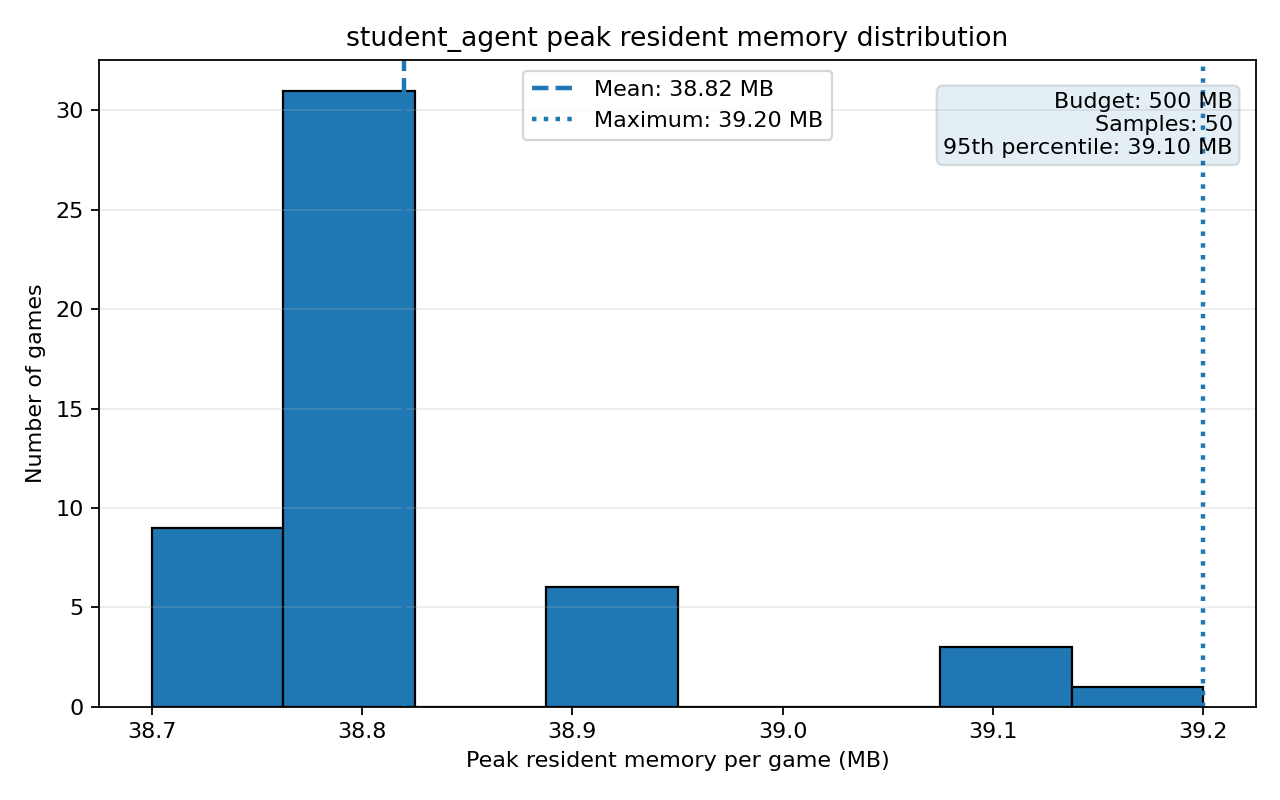 student_agent peak resident memory distribution
Mean: 38.82 MB
Maximum: 39.20 MB
Budget: 500 MB
Samples: 50
95th percentile: 39.10 MB
Number of games
30
25
20
15
10
5
0
38.7
38.8
38.9
39.0
39.1
39.2
Peak resident memory per game (MB)